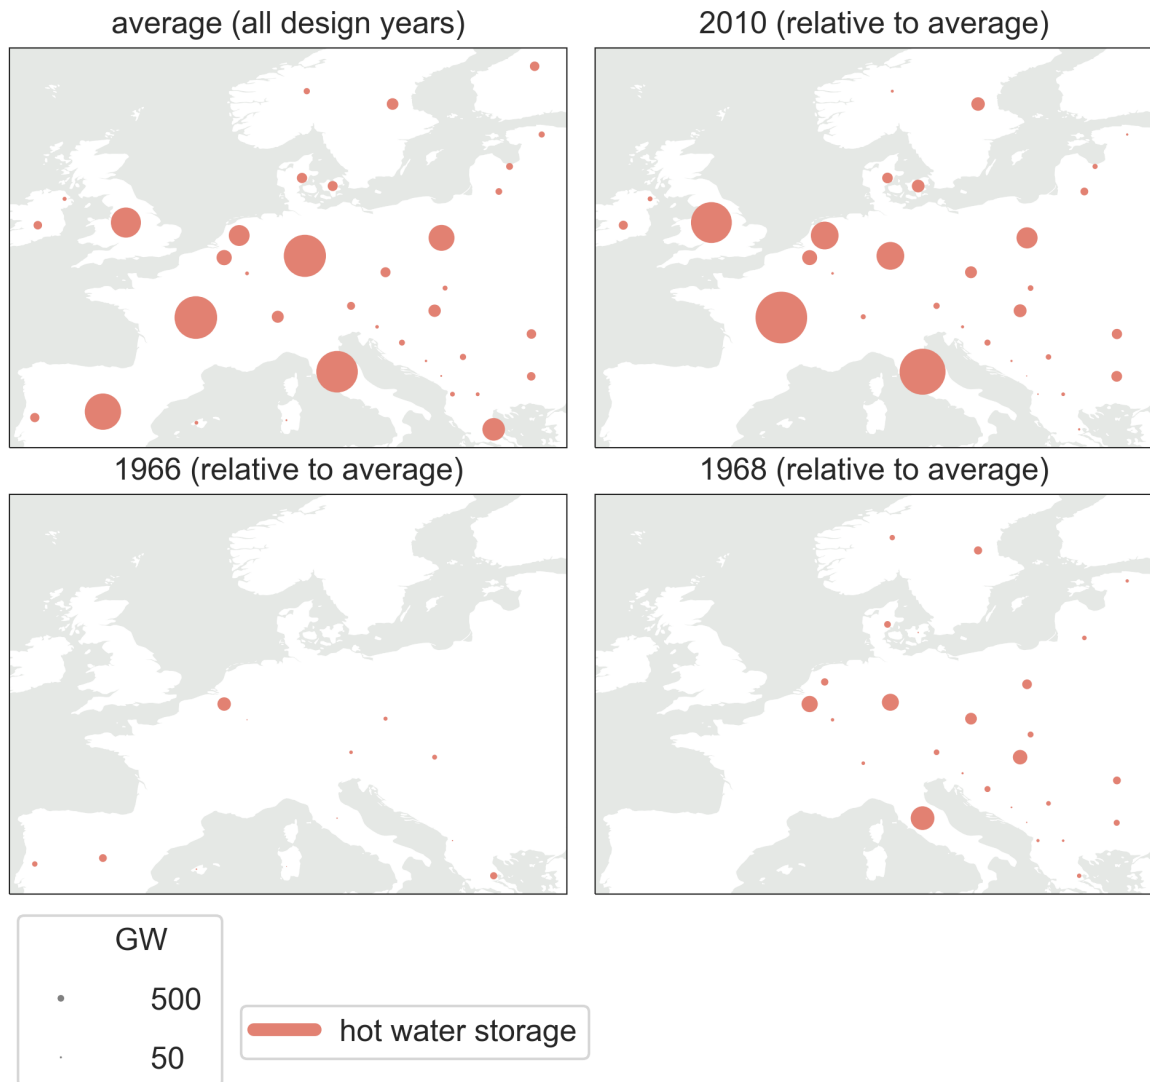 average (all design years)
2010 (relative to average)
1966 (relative to average)
1968 (relative to average)
GW
500
50
hot water storage